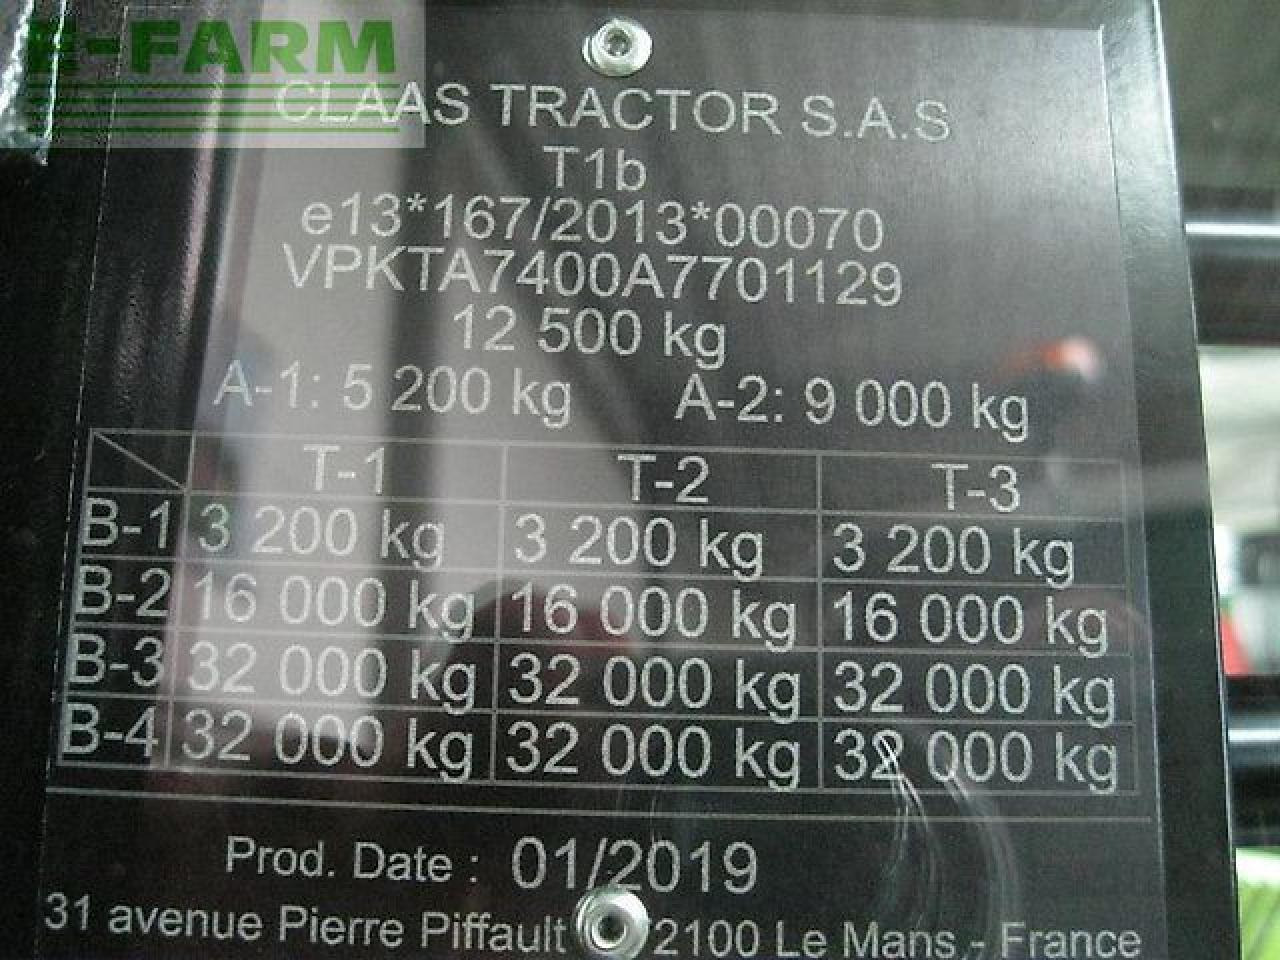 E-FARM
CLAAS TRACTOR S.A.S
T1b
e13*167/2013*00070
VPKTA7400A7701129
12 500 kg
A-1: 5 200 kg A-2: 9 000 kg
T-1 T-2 T-3
B-1 3 200 kg 3 200 kg 3 200 kg
B-2 16 000 kg 16 000 kg 16 000 kg
B-3 32 000 kg 32 000 kg 32 000 kg
B-4 32 000 kg 32 000 kg 32 000 kg
Prod. Date : 01/2019
31 avenue Pierre Piffault 2100 Le Mans - France